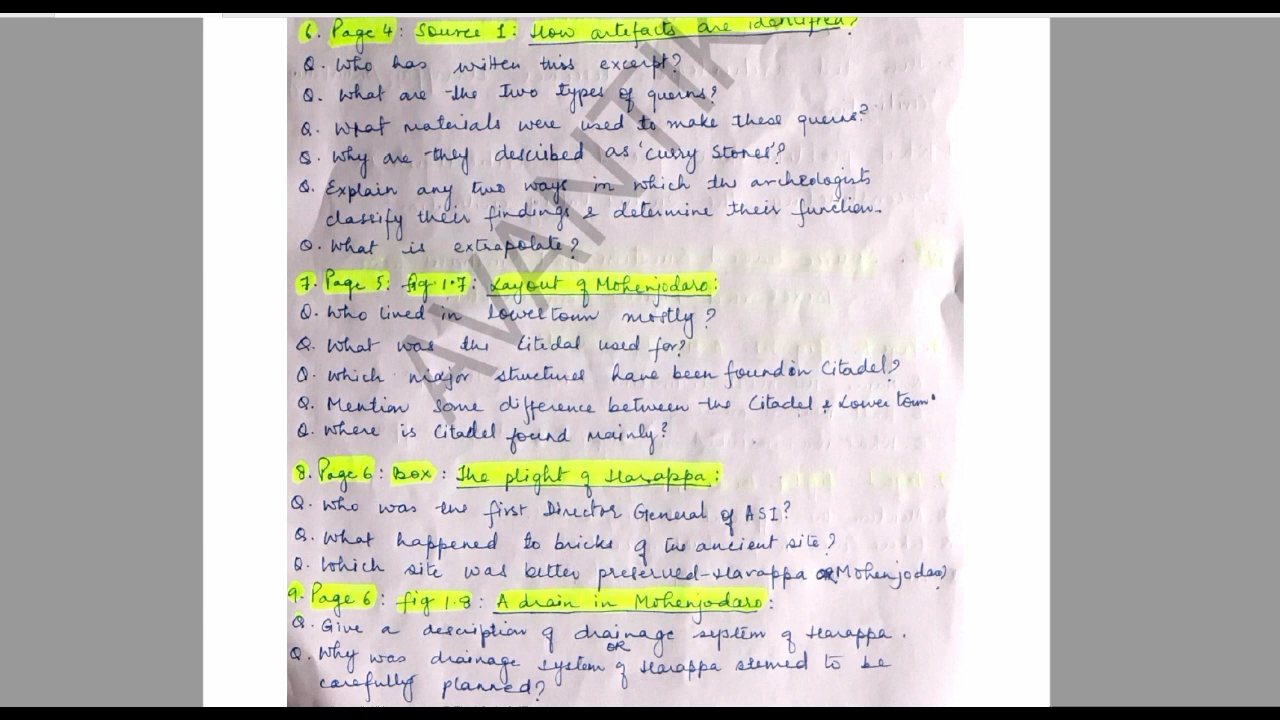 6. Page 4: Source 1: How artefacts are identified?
Q. Who has written this excerpt?
Q. What are the two types of querns?
Q. What materials were used to make these querns?
Q. Why are they described as 'Curry Stones'?
Q. Explain any two ways in which the archeologists
classify their findings & determine their function.
Q. What is extrapolate?
7. Page 5: fig 1.7: Layout of Mohenjodaro:
Q. Who lived in lower town mostly?
Q. What was the Citedal used for?
Q. Which major structures have been found in Citadel?
Q. Mention some difference between the Citadel & Lower town.
Q. Where is Citadel found mainly?
8. Page 6: Box: The plight of Harappa:
Q. Who was the first Director General of ASI?
Q. What happened to bricks of the ancient site?
Q. Which site was better preserved-Harappa OR Mohenjodaro?
9. Page 6: fig 1.8: A drain in Mohenjodaro:
Q. Give a description of drainage system of Harappa.
OR
Q. Why was drainage system of Harappa seemed to be
carefully planned?
AVANTIK